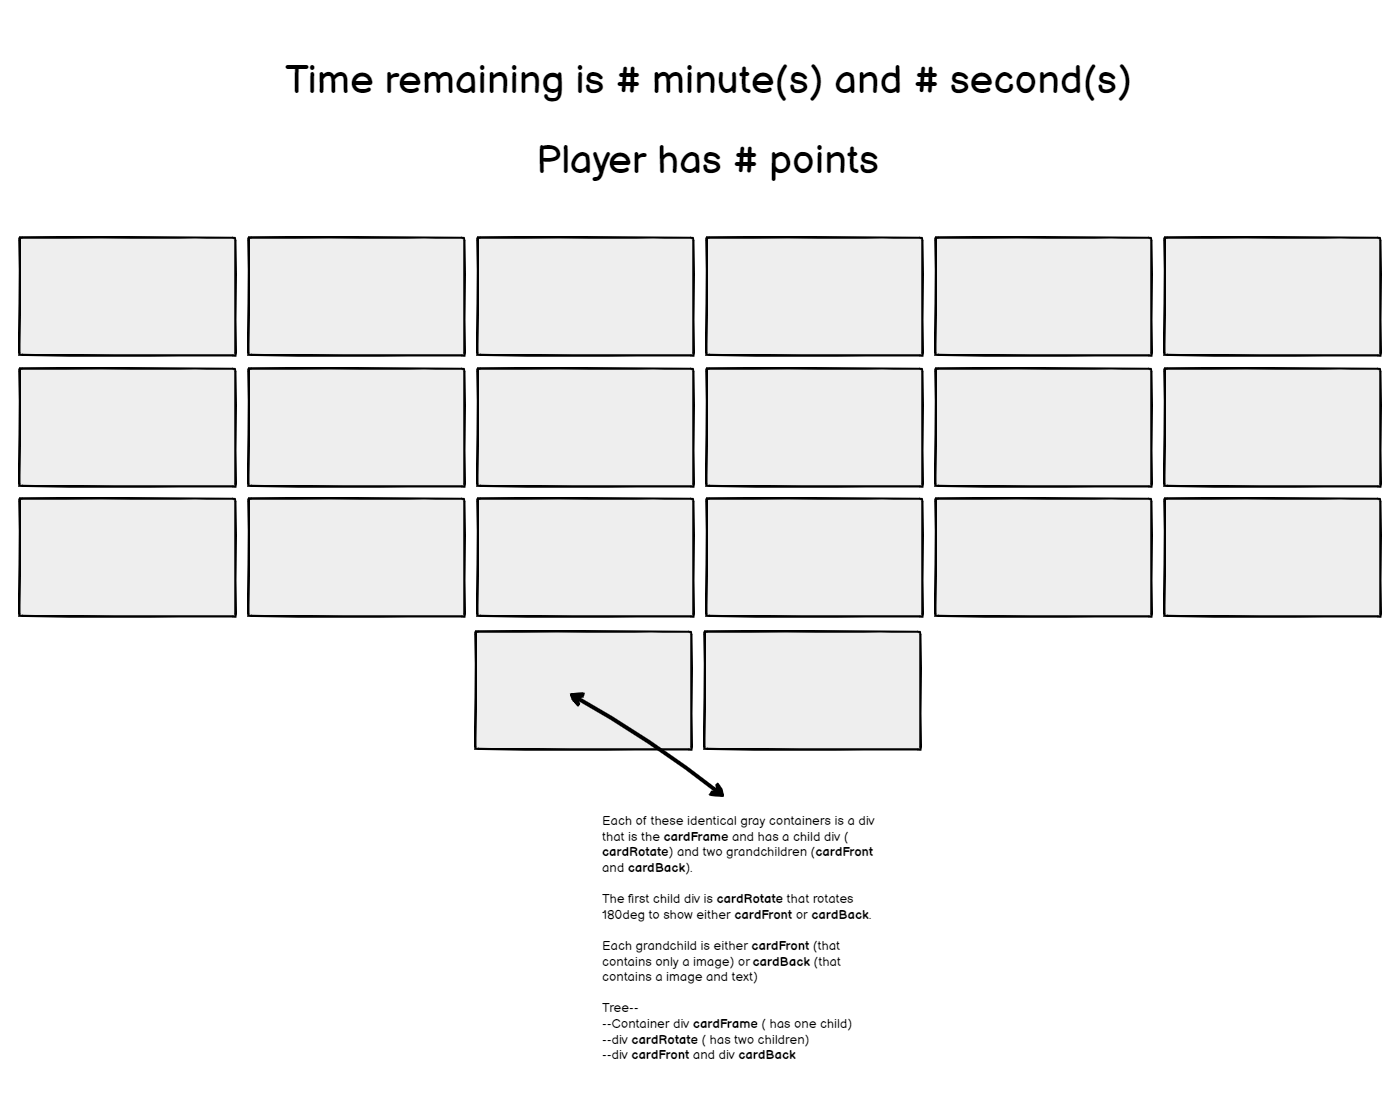 Time remaining is # minute(s) and # second(s)
Player has # points
Each of these identical gray containers is a div
that is the cardFrame and has a child div (
cardRotate) and two grandchildren (cardFront
and cardBack).
The first child div is cardRotate that rotates
180deg to show either cardFront or cardBack.
Each grandchild is either cardFront (that
contains only a image) or cardBack (that
contains a image and text)
Tree--
--Container div cardFrame ( has one child)
--div cardRotate ( has two children)
--div cardFront and div cardBack